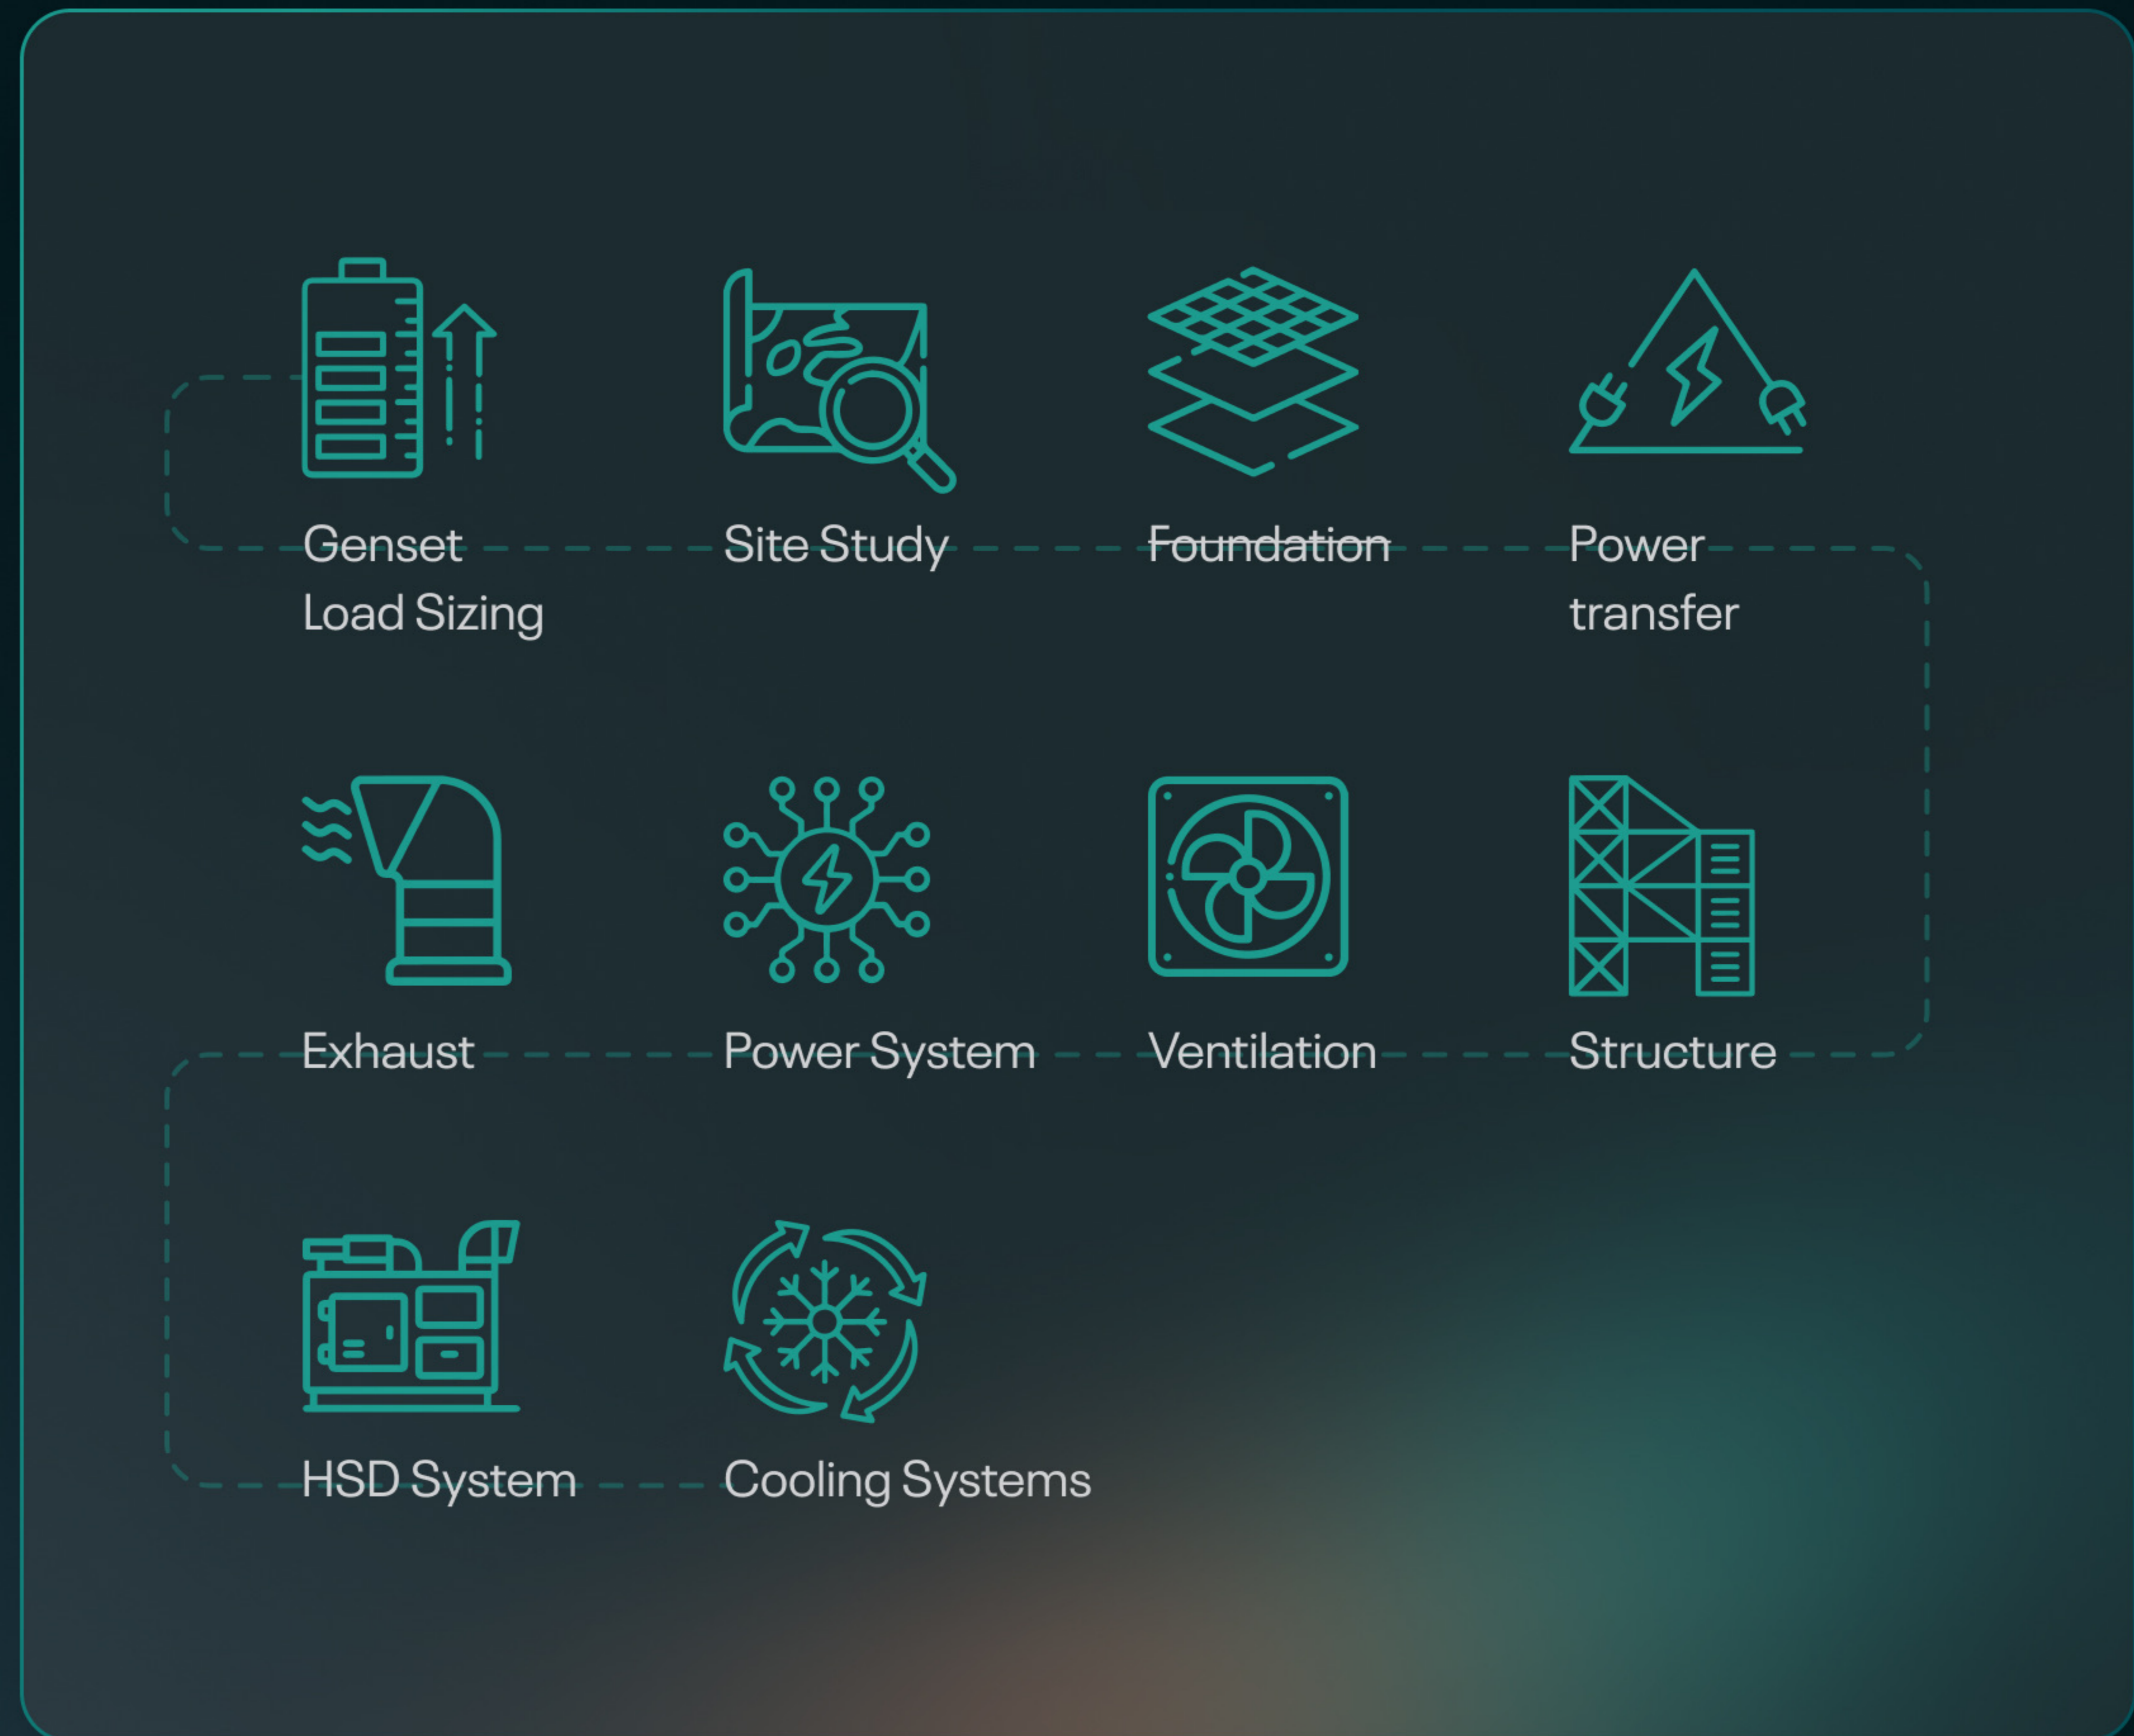 Genset
Load Sizing
Site Study
Foundation
Power
transfer
Exhaust
Power System
Ventilation
Structure
HSD System
Cooling Systems